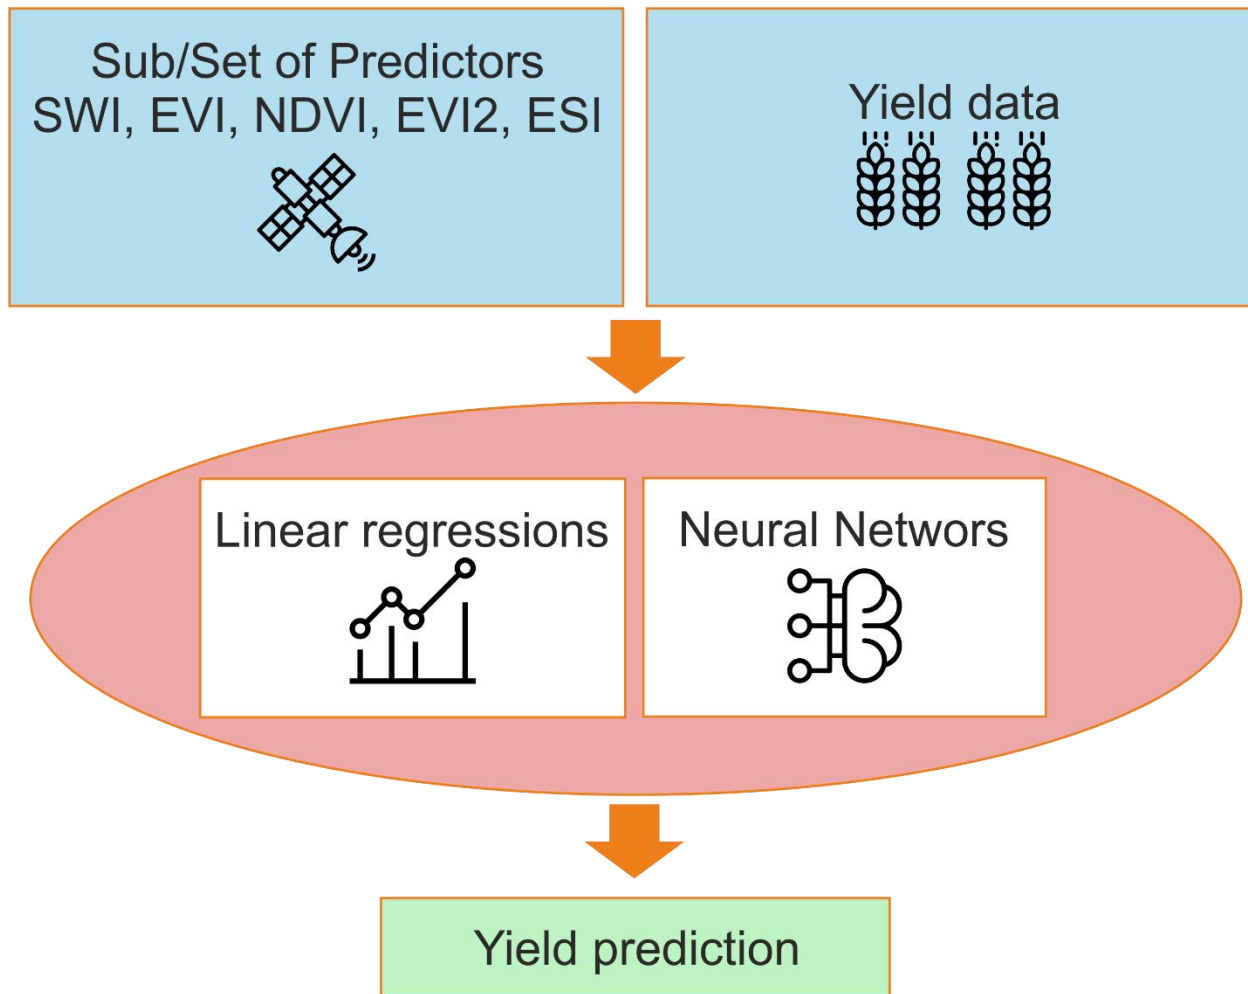 Sub/Set of Predictors
SWI, EVI, NDVI, EVI2, ESI
Yield data
Linear regressions
Neural Networs
Yield prediction